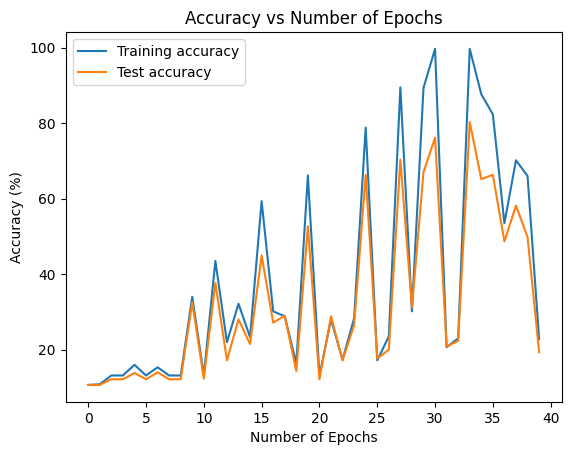 Accuracy vs Number of Epochs
Training accuracy
Test accuracy
Accuracy (%)
100
80
60
40
20
0 5 10 15 20 25 30 35 40
Number of Epochs